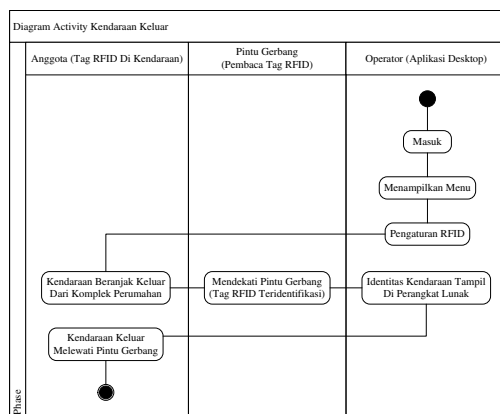 Diagram Activity Kendaraan Keluar
Anggota (Tag RFID Di Kendaraan)
Pintu Gerbang
(Pembaca Tag RFID)
Operator (Aplikasi Desktop)
Masuk
Menampilkan Menu
Pengaturan RFID
Kendaraan Beranjak Keluar
Dari Komplek Perumahan
Mendekati Pintu Gerbang
(Tag RFID Teridentifikasi)
Identitas Kendaraan Tampil
Di Perangkat Lunak
Kendaraan Keluar
Melewati Pintu Gerbang
Phase